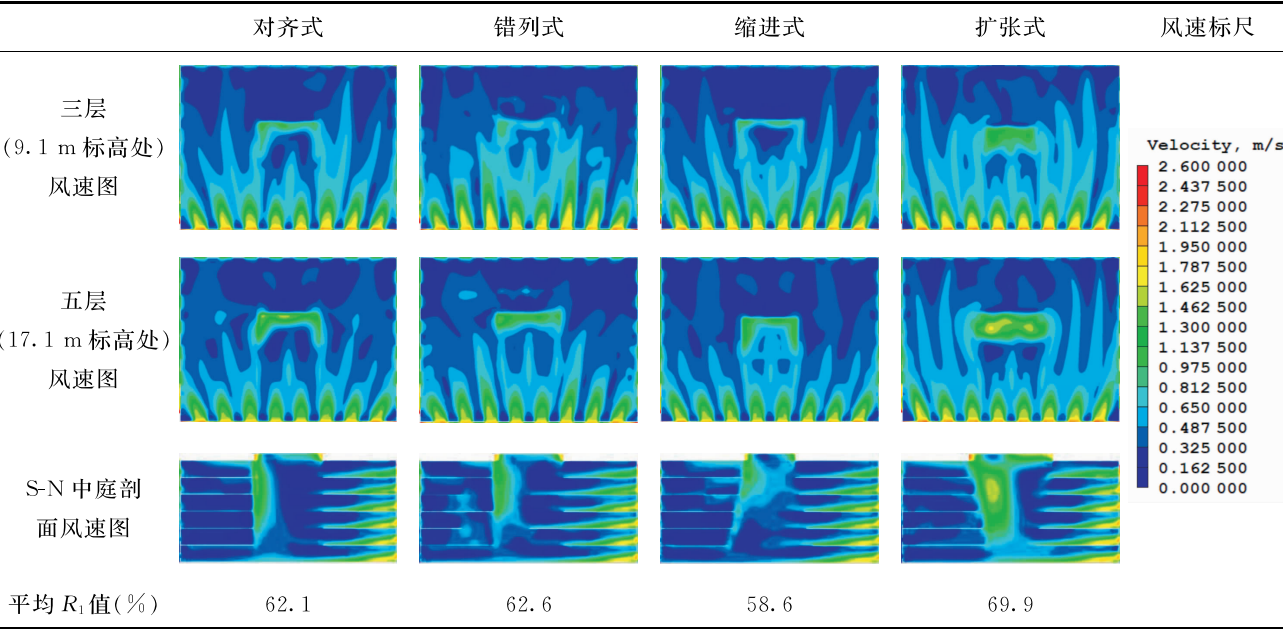 对齐式 错列式 缩进式 扩张式 风速标尺
三层
(9.1 m 标高处)
风速图
五层
(17.1 m 标高处)
风速图
S-N 中庭剖
面风速图
Velocity, m/s
2.600 000
2.437 500
2.275 000
2.112 500
1.950 000
1.787 500
1.625 000
1.462 500
1.300 000
1.137 500
0.975 000
0.812 500
0.650 000
0.487 500
0.325 000
0.162 500
0.000 000
平均 R₁ 值(%) 62.1 62.6 58.6 69.9